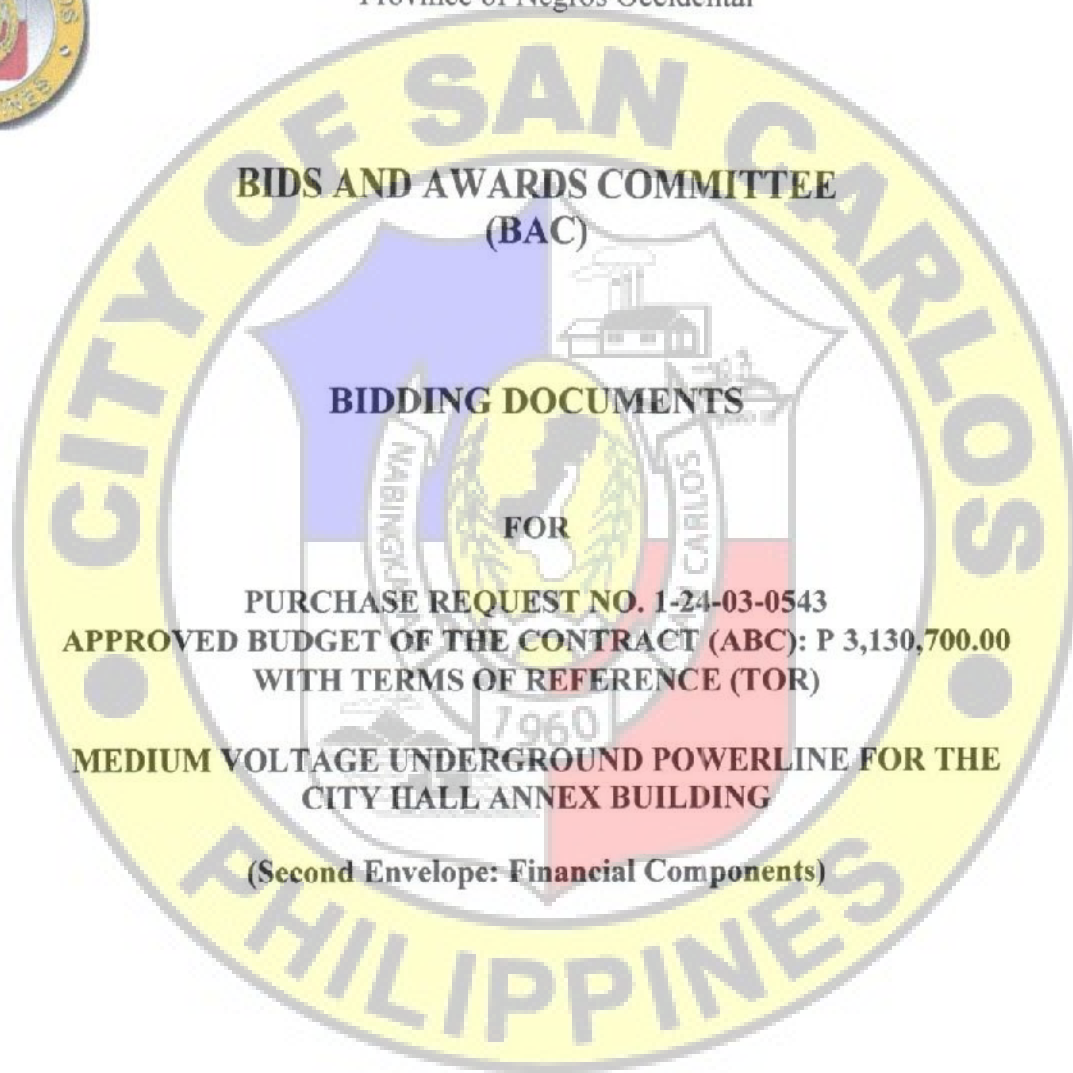 Province of Negros Occidental
CITY OF SAN CARLOS
PHILIPPINES
BIDS AND AWARDS COMMITTEE
(BAC)
BIDDING DOCUMENTS
FOR
SAN CARLOS
PURCHASE REQUEST NO. 1-24-03-0543
APPROVED BUDGET OF THE CONTRACT (ABC): P 3,130,700.00
WITH TERMS OF REFERENCE (TOR)
1960
MEDIUM VOLTAGE UNDERGROUND POWERLINE FOR THE
CITY HALL ANNEX BUILDING
(Second Envelope: Financial Components)